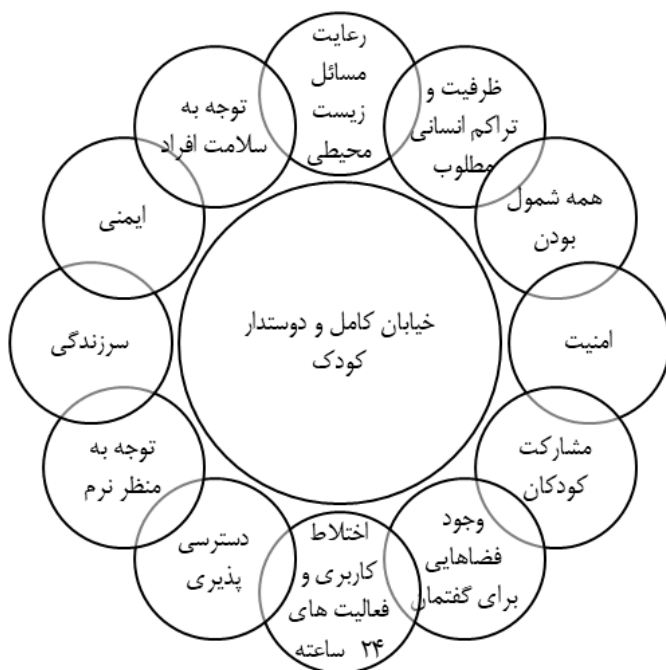 رعایت
مسائل
زیست
محیطی
ظرفیت و
تراکم انسانی
مطلوب
همه شمول
بودن
امنیت
مشارکت
کودکان
وجود
فضاهایی
برای گفتمان
اختلاط
کاربری و
فعالیت های
۲۴ ساعته
دسترسی
پذیری
توجه به
منظر نرم
سرزندگی
ایمنی
توجه به
سلامت افراد
خیابان کامل و دوستدار
کودک